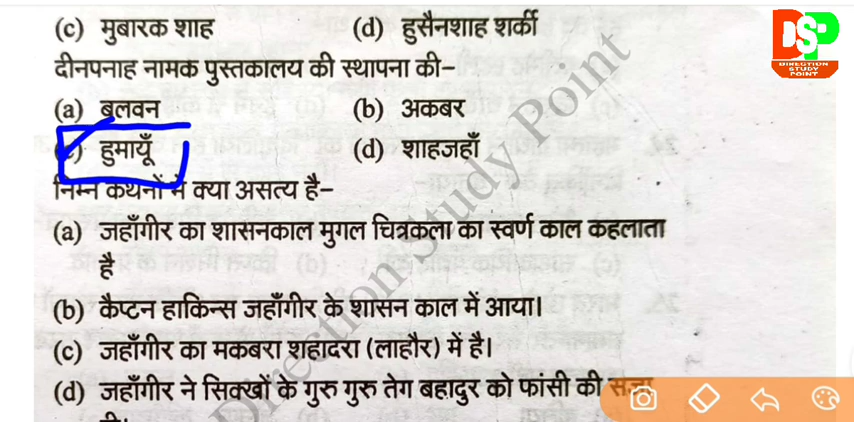 (c) मुबारक शाह (d) हुसैनशाह शर्की
दीनपनाह नामक पुस्तकालय की स्थापना की-
(a) बलवन (b) अकबर
(c) हुमायूँ (d) शाहजहाँ
निम्न कथनों में क्या असत्य है-
(a) जहाँगीर का शासनकाल मुगल चित्रकला का स्वर्ण काल कहलाता
है
(b) कैप्टन हाकिन्स जहाँगीर के शासन काल में आया।
(c) जहाँगीर का मकबरा शहादरा (लाहौर) में है।
(d) जहाँगीर ने सिक्खों के गुरु गुरु तेग बहादुर को फांसी की सजा
DSP
DIRECTION
STUDY
POINT
Direction Study Point